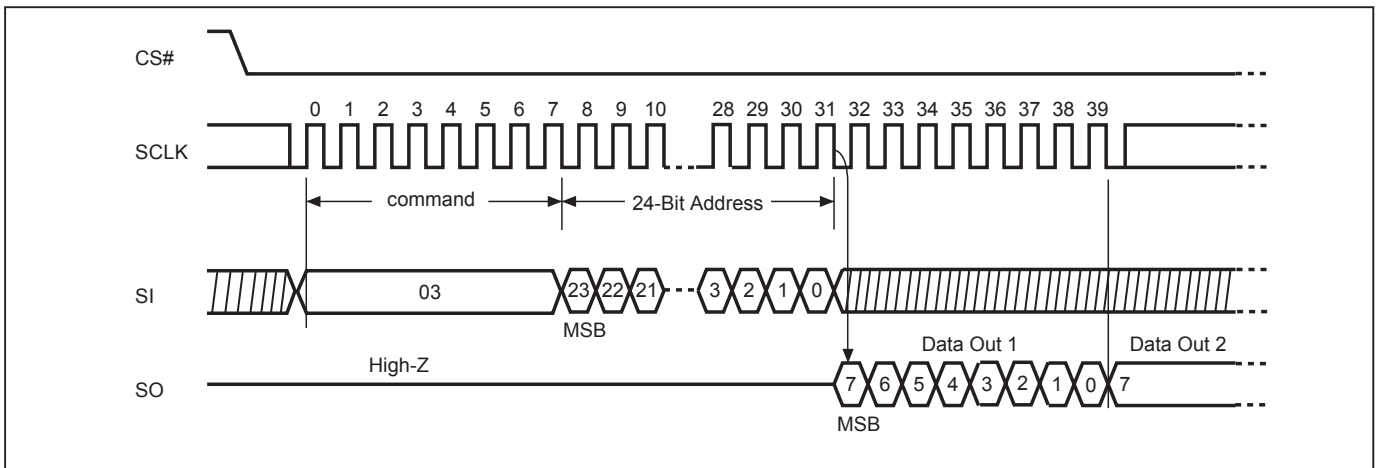 CS#
0 1 2 3 4 5 6 7 8 9 10 28 29 30 31 32 33 34 35 36 37 38 39
SCLK
command 24-Bit Address
SI 03 23 22 21 3 2 1 0
MSB
Data Out 1 Data Out 2
High-Z
SO 7 6 5 4 3 2 1 0 7
MSB